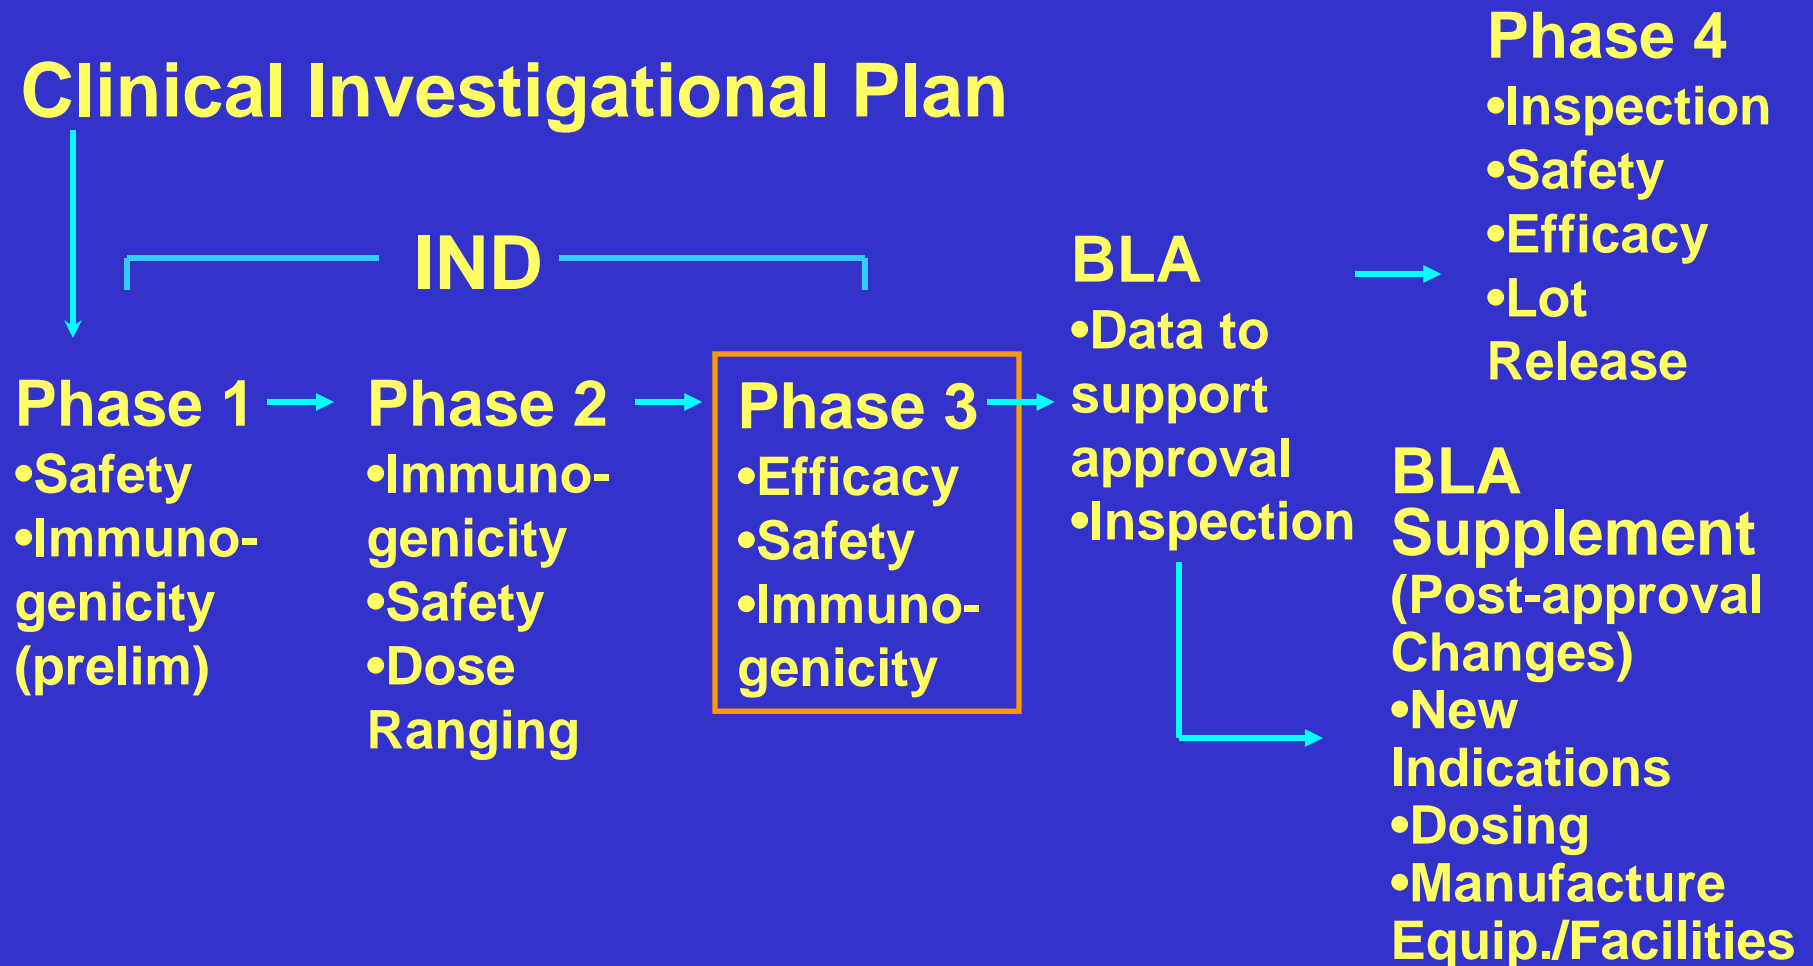 Clinical Investigational Plan
IND
Phase 1
•Safety
•Immuno-
genicity
(prelim)
Phase 2
•Immuno-
genicity
•Safety
•Dose
Ranging
Phase 3
•Efficacy
•Safety
•Immuno-
genicity
BLA
•Data to
support
approval
•Inspection
Phase 4
•Inspection
•Safety
•Efficacy
•Lot
Release
BLA
Supplement
(Post-approval
Changes)
•New
Indications
•Dosing
•Manufacture
Equip./Facilities